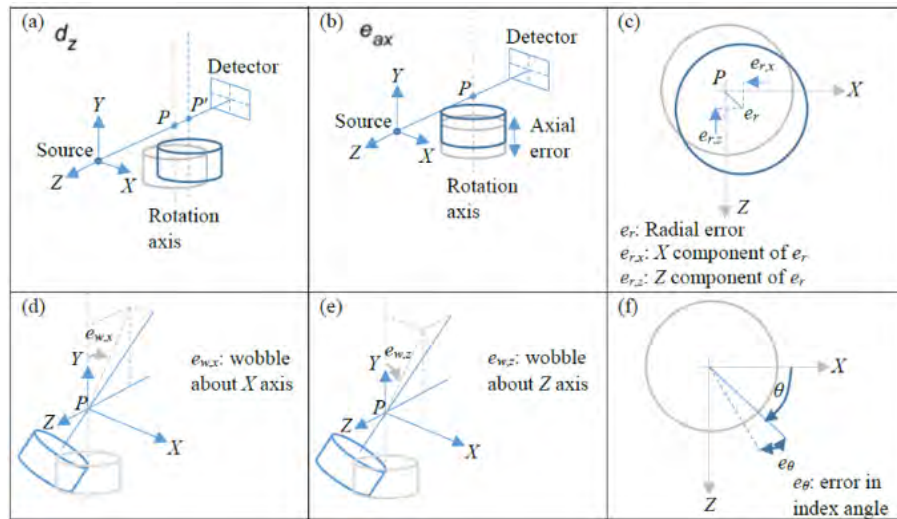 (a)
d_z
Detector
Y
P
P'
Source
Z
X
Rotation
axis
(b)
e_ax
Detector
Y
P
Source
Axial
error
Z
X
Rotation
axis
(c)
P
e_r,x
X
e_r
e_r,z
Z
e_r: Radial error
e_r,x: X component of e_r
e_r,z: Z component of e_r
(d)
e_w,x
Y
e_w,x: wobble
about X axis
P
Z
X
(e)
e_w,z
Y
e_w,z: wobble
about Z axis
P
Z
X
(f)
X
θ
e_θ
e_θ: error in
index angle
Z